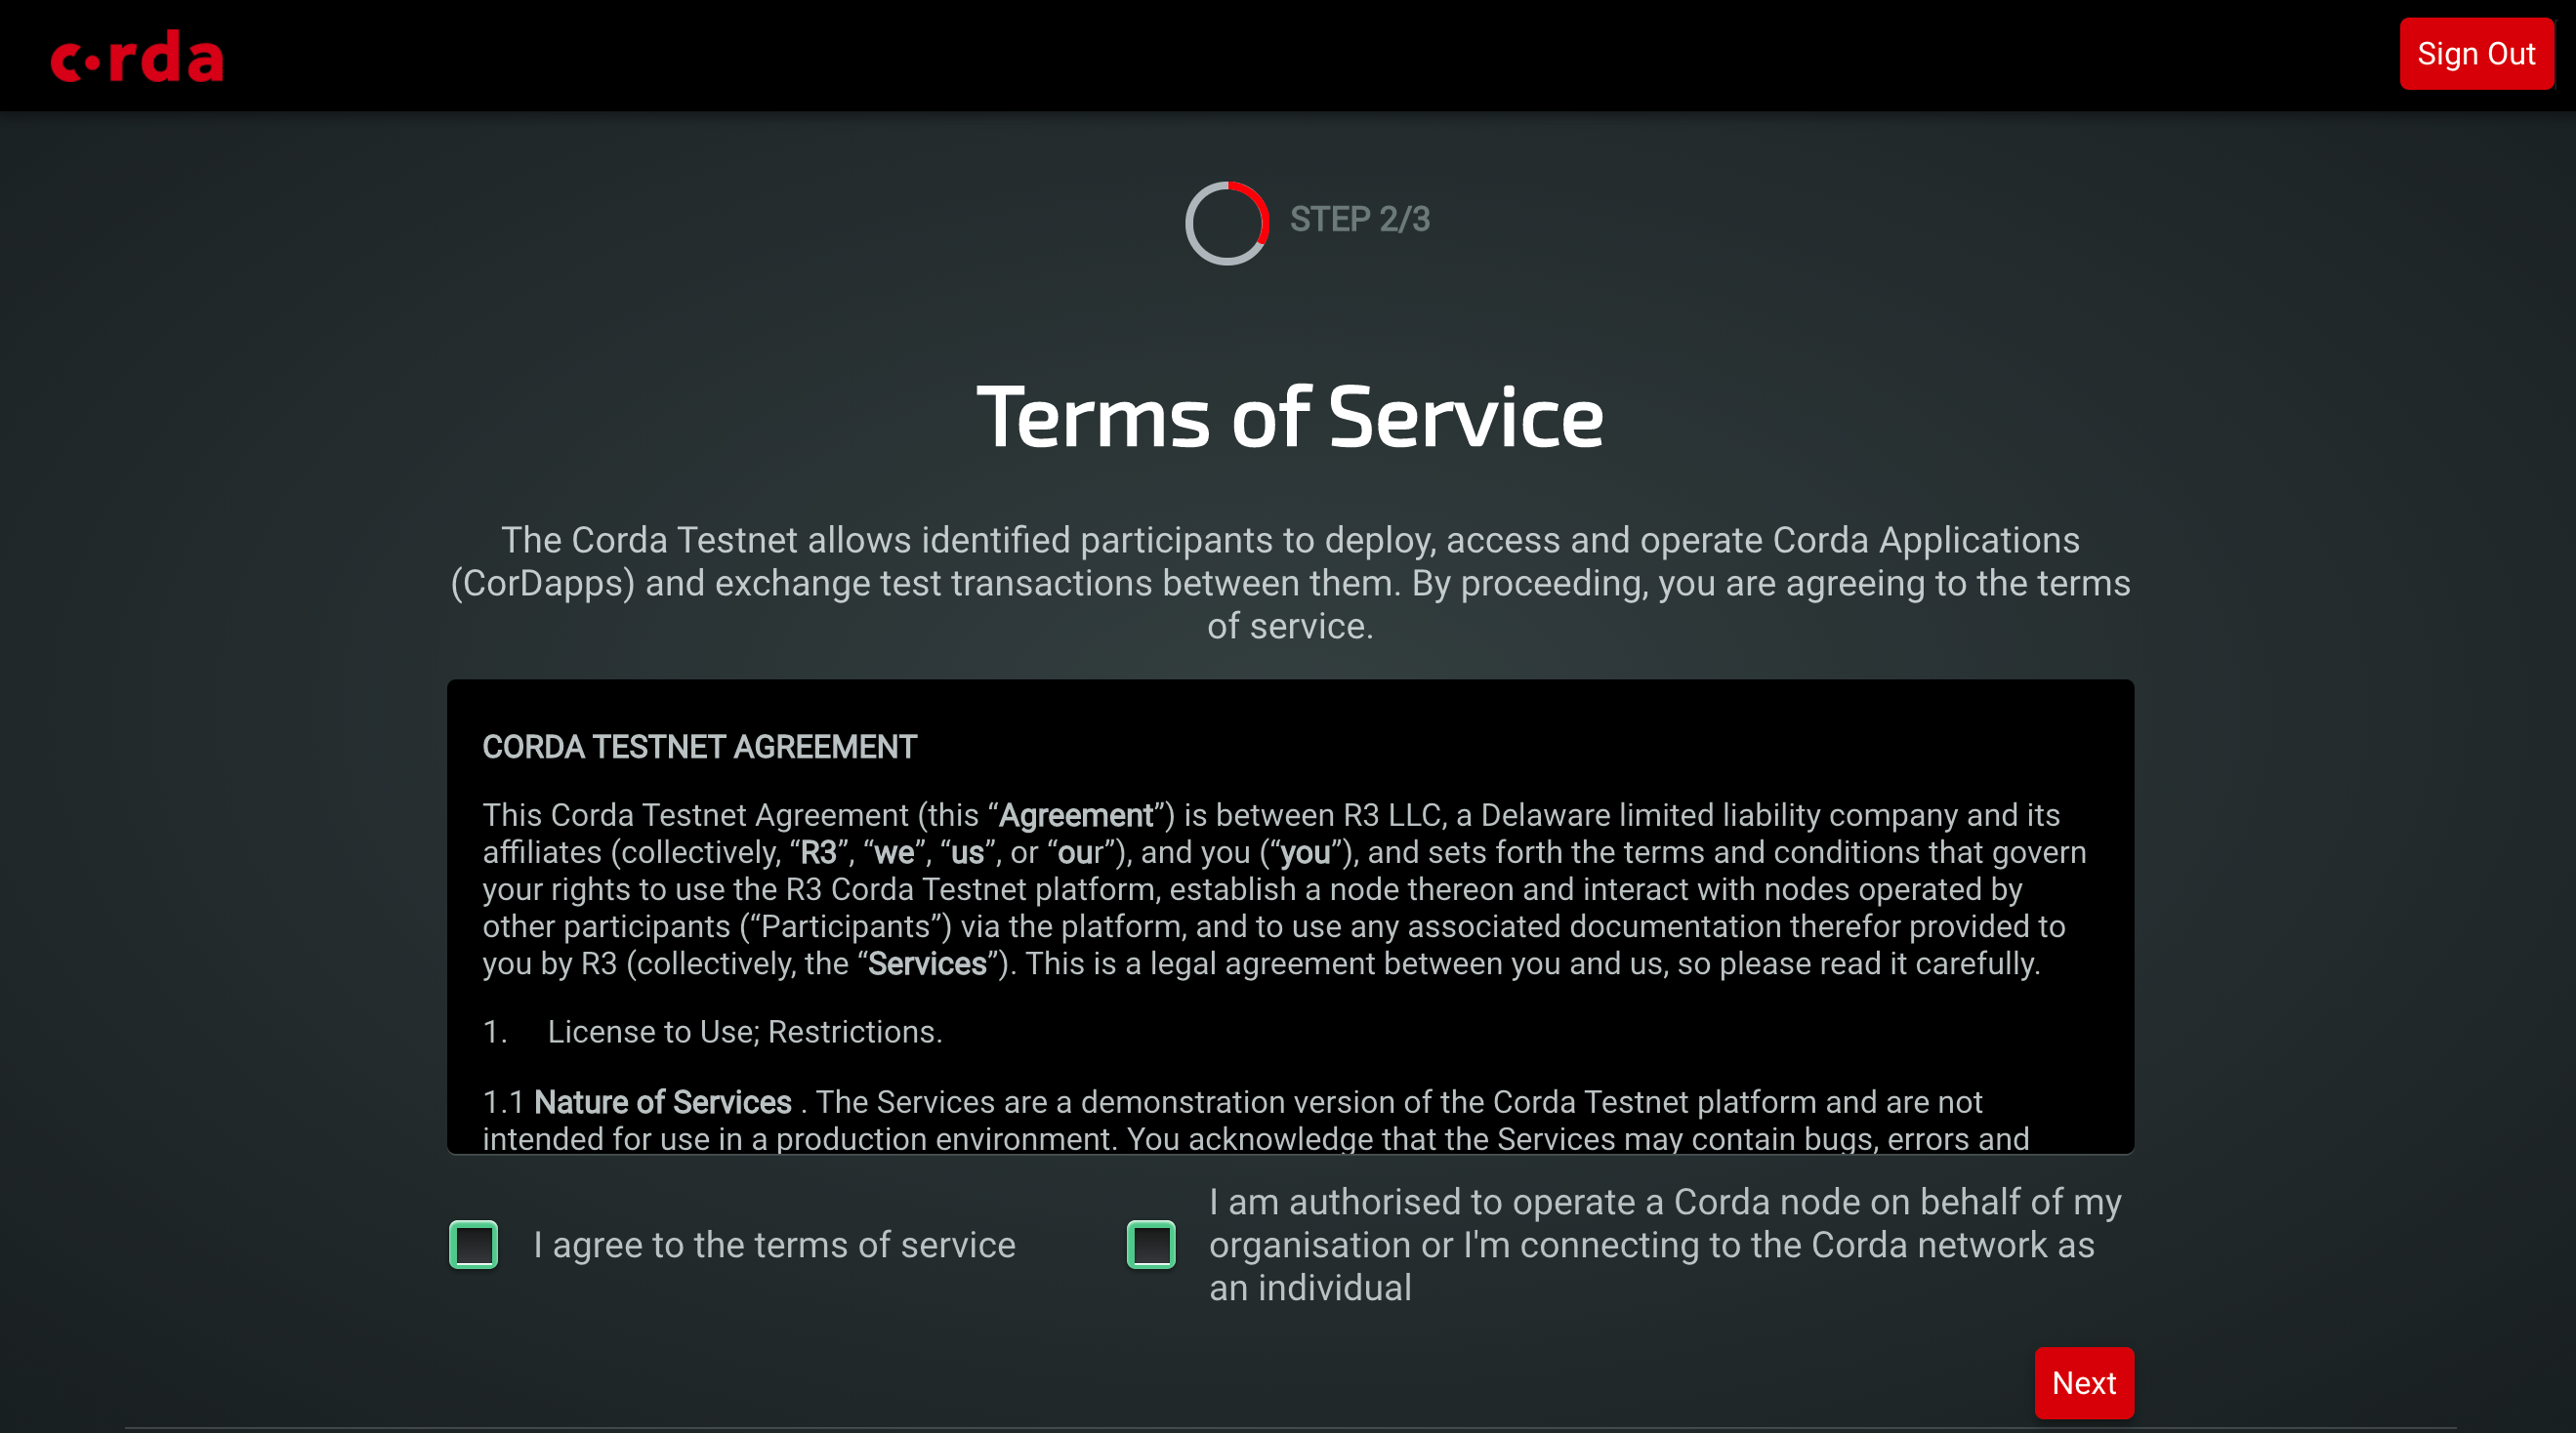 c·rda
Sign Out
STEP 2/3
Terms of Service
The Corda Testnet allows identified participants to deploy, access and operate Corda Applications
(CorDapps) and exchange test transactions between them. By proceeding, you are agreeing to the terms
of service.
CORDA TESTNET AGREEMENT
This Corda Testnet Agreement (this “Agreement”) is between R3 LLC, a Delaware limited liability company and its
affiliates (collectively, “R3”, “we”, “us”, or “our”), and you (“you”), and sets forth the terms and conditions that govern
your rights to use the R3 Corda Testnet platform, establish a node thereon and interact with nodes operated by
other participants (“Participants”) via the platform, and to use any associated documentation therefor provided to
you by R3 (collectively, the “Services”). This is a legal agreement between you and us, so please read it carefully.
1. License to Use; Restrictions.
1.1 Nature of Services . The Services are a demonstration version of the Corda Testnet platform and are not
intended for use in a production environment. You acknowledge that the Services may contain bugs, errors and
I agree to the terms of service
I am authorised to operate a Corda node on behalf of my
organisation or I'm connecting to the Corda network as
an individual
Next